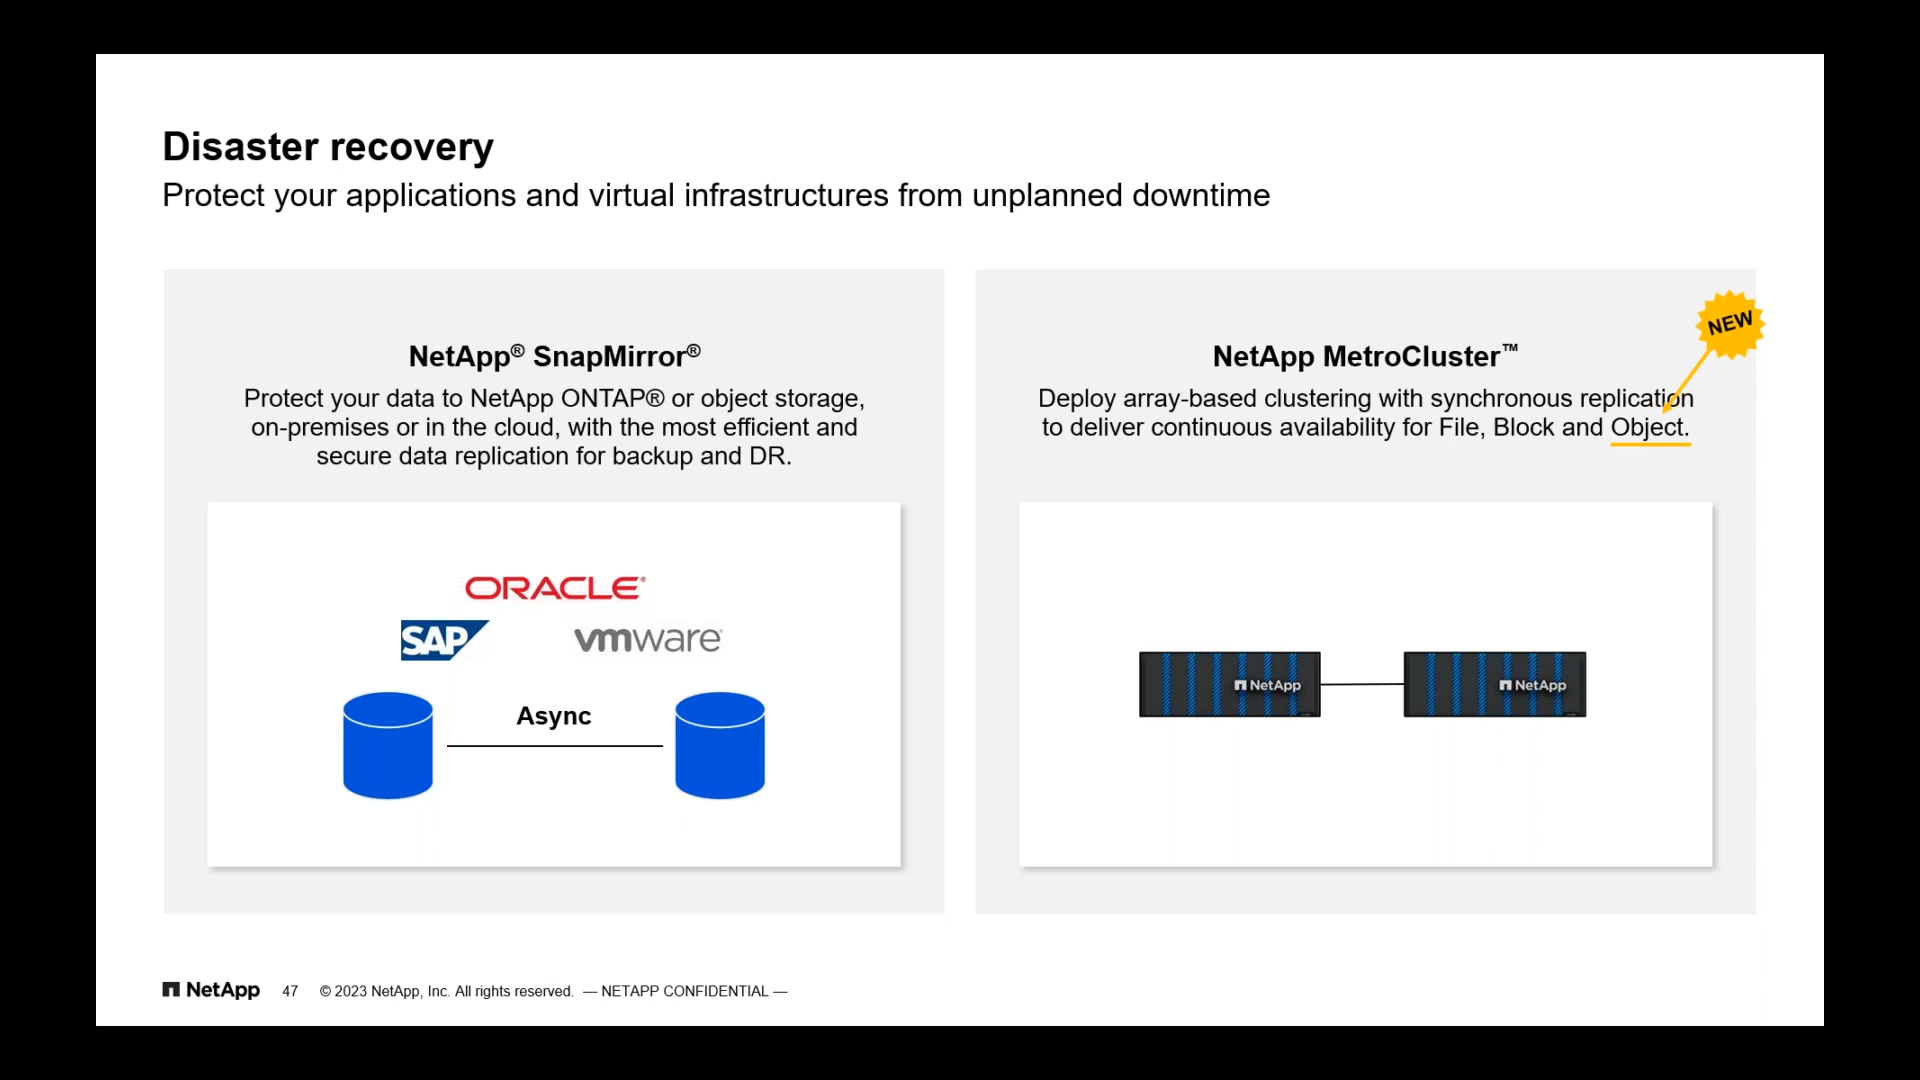 Disaster recovery
Protect your applications and virtual infrastructures from unplanned downtime
NetApp® SnapMirror®
Protect your data to NetApp ONTAP® or object storage,
on-premises or in the cloud, with the most efficient and
secure data replication for backup and DR.
ORACLE®
SAP
vmware®
Async
NEW
NetApp MetroCluster™
Deploy array-based clustering with synchronous replication
to deliver continuous availability for File, Block and Object.
NetApp
NetApp
NetApp 47 © 2023 NetApp, Inc. All rights reserved. — NETAPP CONFIDENTIAL —